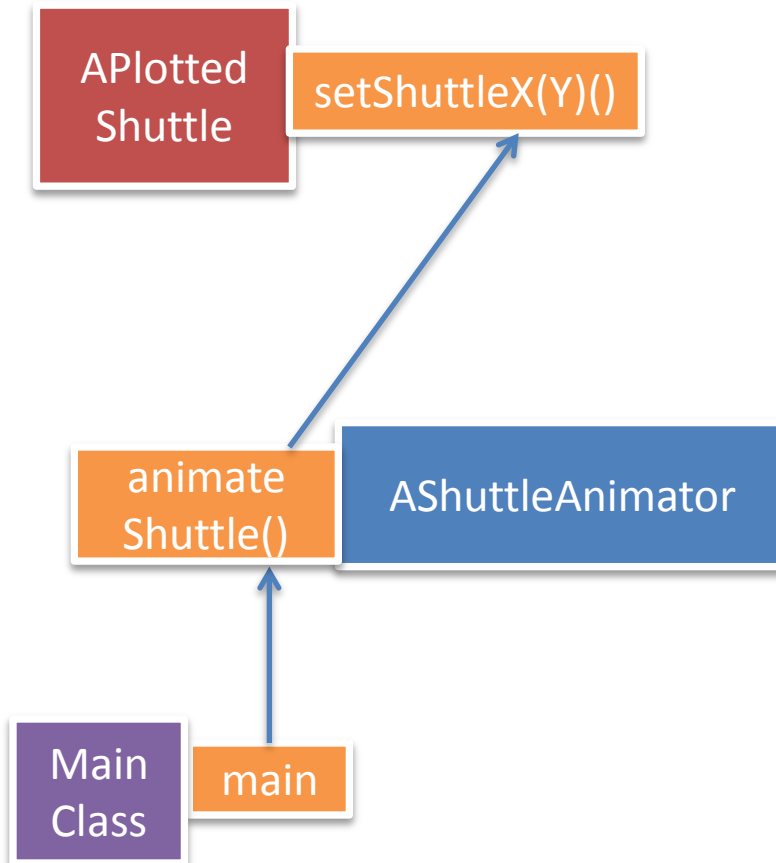 APlotted
Shuttle
setShuttleX(Y)()
animate
Shuttle()
AShuttleAnimator
Main
Class
main